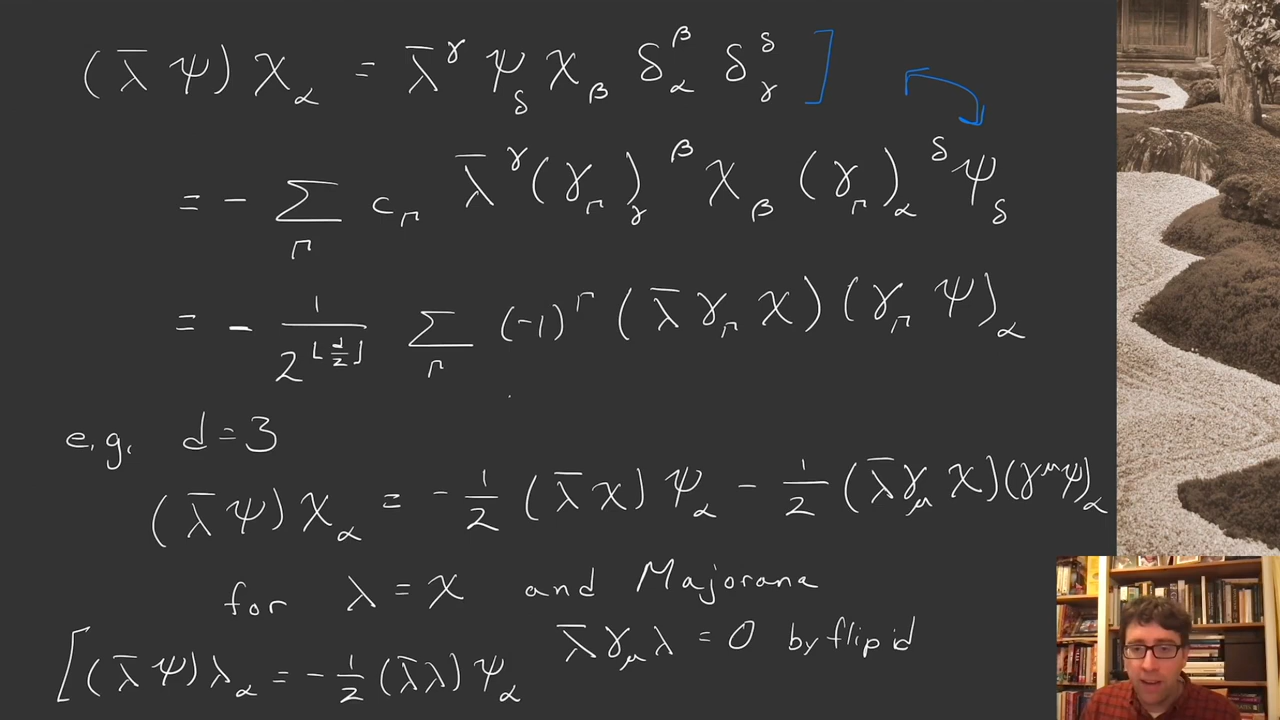 (λ̄ ψ) χ_α = λ̄^γ ψ_δ χ_β δ_α^β δ_γ^δ ]
= - Σ_Γ c_Γ λ̄^γ (γ_Γ)_γ^β χ_β (γ_Γ)_α^δ ψ_δ
= - 1/2^⌊d/2⌋ Σ_Γ (-1)^Γ (λ̄ γ_Γ χ) (γ_Γ ψ)_α
e.g. d=3
(λ̄ ψ) χ_α = - 1/2 (λ̄ χ) ψ_α - 1/2 (λ̄ γ_μ χ)(γ^μ ψ)_α
for λ = χ and Majorana
λ̄ γ_μ λ = 0 by flip id
[ (λ̄ ψ) λ_α = - 1/2 (λ̄ λ) ψ_α